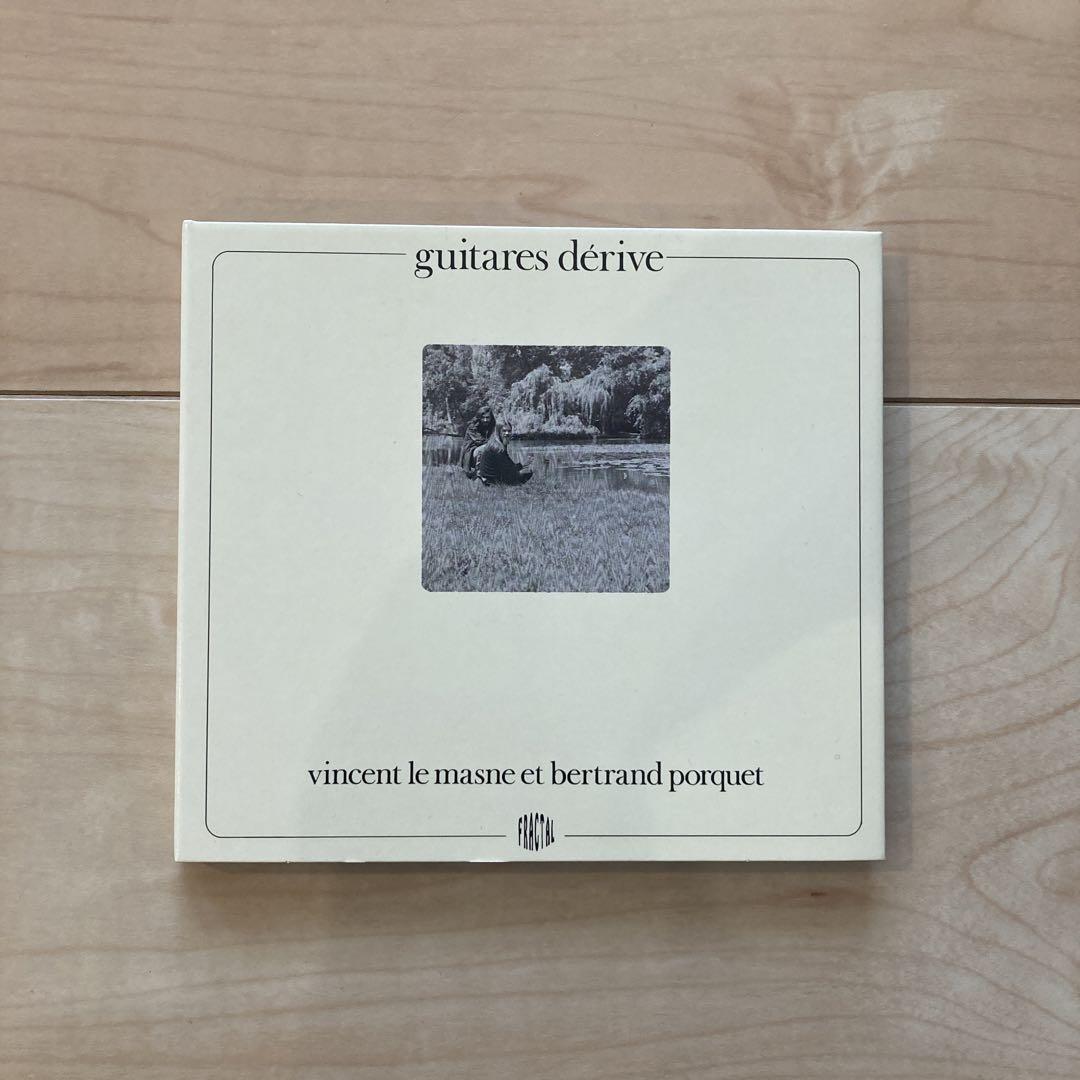 guitares dérive
vincent le masne et bertrand porquet
FRACTAL